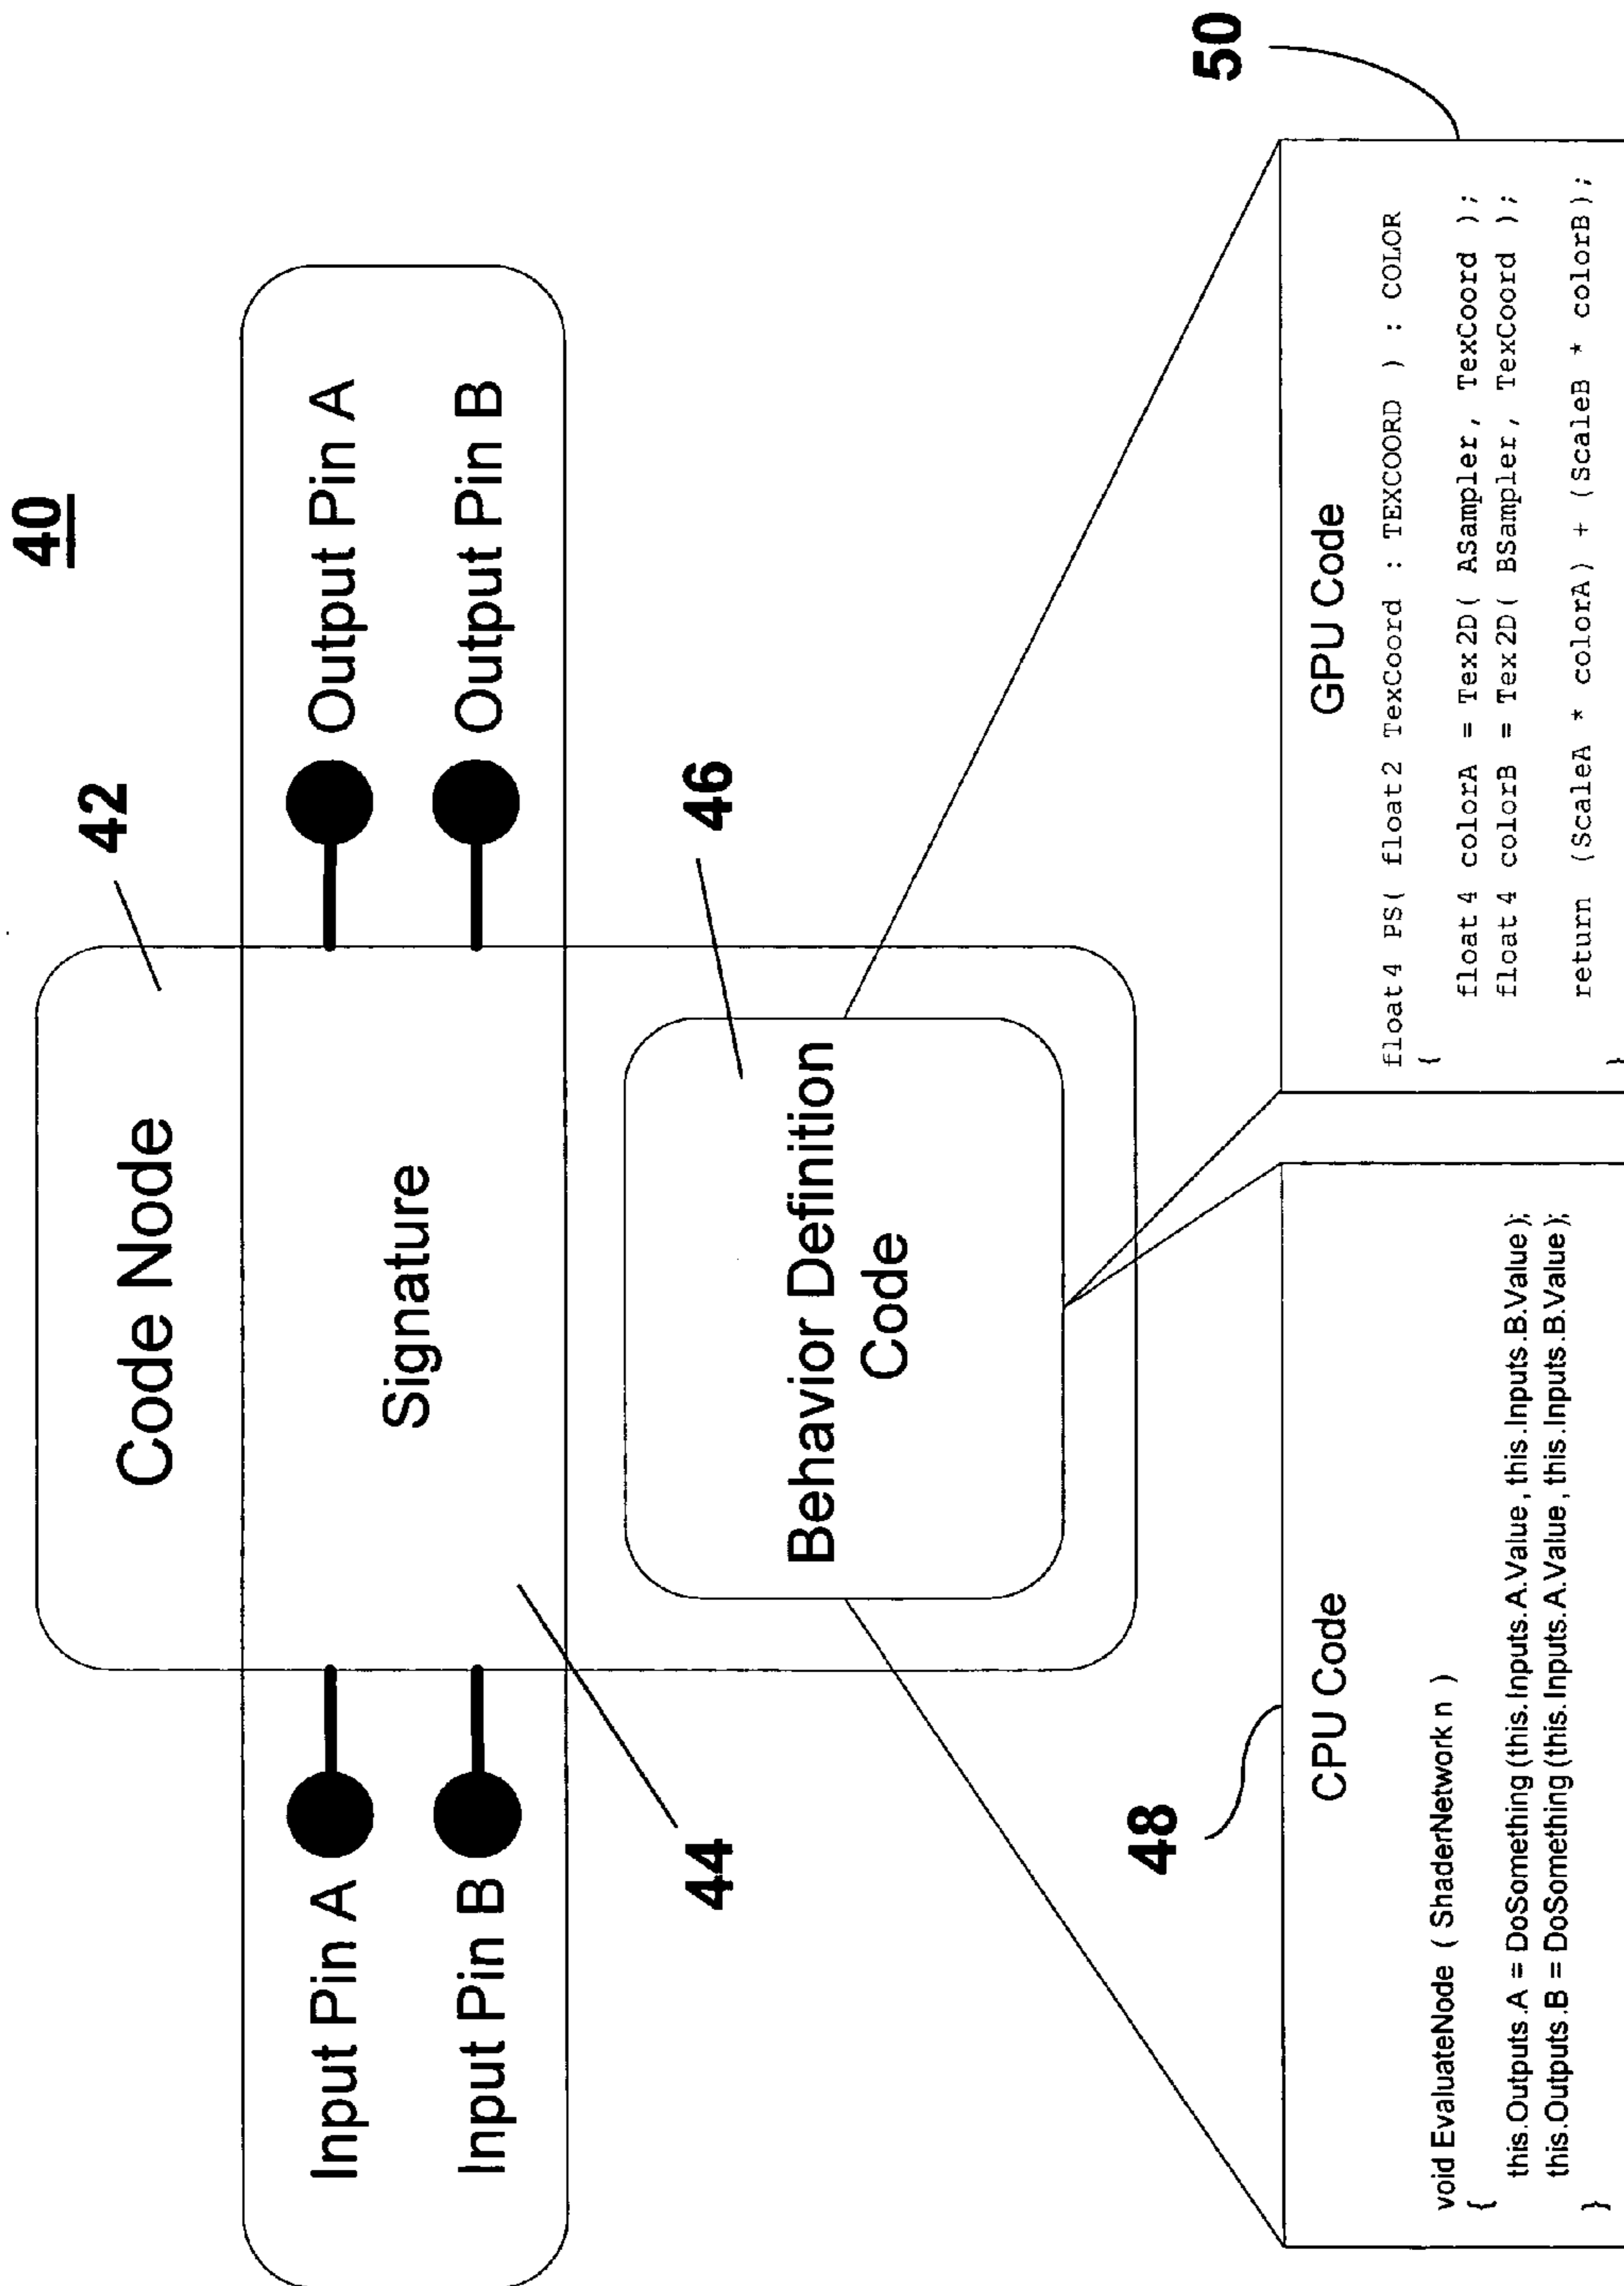 40
42
Code Node
Input Pin A
Output Pin A
Signature
Input Pin B
Output Pin B
44
46
Behavior Definition
Code
48
50
CPU Code
void EvaluateNode ( ShaderNetwork n )
{
this.Outputs.A = DoSomething (this.Inputs.A.Value, this.Inputs.B.Value);
this.Outputs.B = DoSomething (this.Inputs.A.Value, this.Inputs.B.Value);
}
GPU Code
float4 PS( float2 TexCoord : TEXCOORD ) : COLOR
{
float4 colorA = Tex2D( ASampler, TexCoord );
float4 colorB = Tex2D( BSampler, TexCoord );
return (ScaleA * colorA) + (ScaleB * colorB);
}